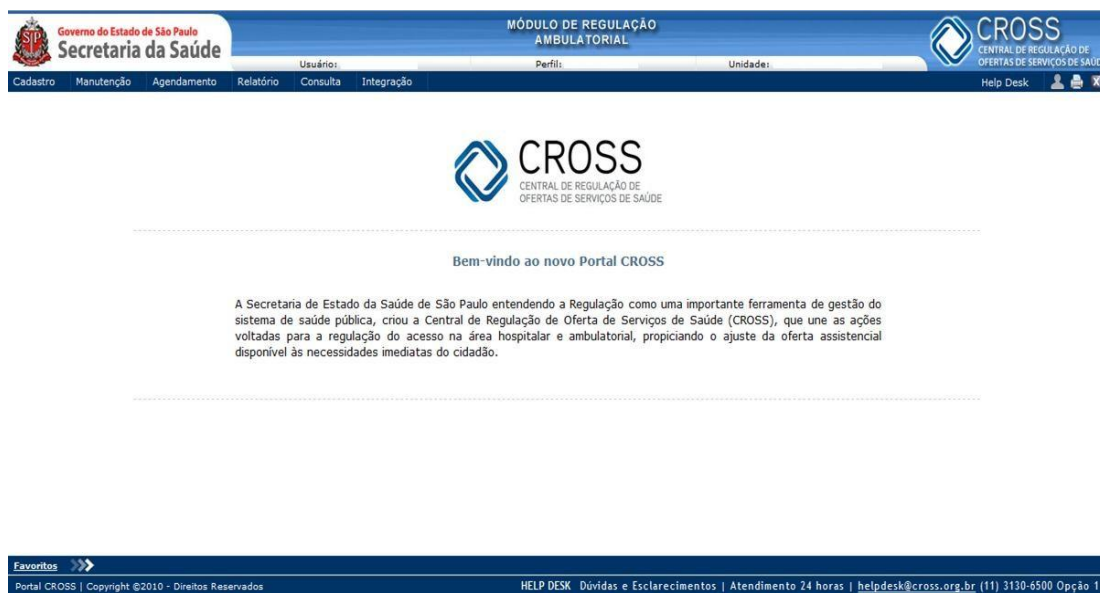 Governo do Estado de São Paulo
Secretaria da Saúde
MÓDULO DE REGULAÇÃO
AMBULATORIAL
CROSS
CENTRAL DE REGULAÇÃO DE
OFERTAS DE SERVIÇOS DE SAÚD
Usuário: Perfil: Unidade:
Cadastro Manutenção Agendamento Relatório Consulta Integração Help Desk
CROSS
CENTRAL DE REGULAÇÃO DE
OFERTAS DE SERVIÇOS DE SAÚDE
Bem-vindo ao novo Portal CROSS
A Secretaria de Estado da Saúde de São Paulo entendendo a Regulação como uma importante ferramenta de gestão do
sistema de saúde pública, criou a Central de Regulação de Oferta de Serviços de Saúde (CROSS), que une as ações
voltadas para a regulação do acesso na área hospitalar e ambulatorial, propiciando o ajuste da oferta assistencial
disponível às necessidades imediatas do cidadão.
Favoritos
Portal CROSS | Copyright ©2010 - Direitos Reservados HELP DESK Dúvidas e Esclarecimentos | Atendimento 24 horas | helpdesk@cross.org.br (11) 3130-6500 Opção 1